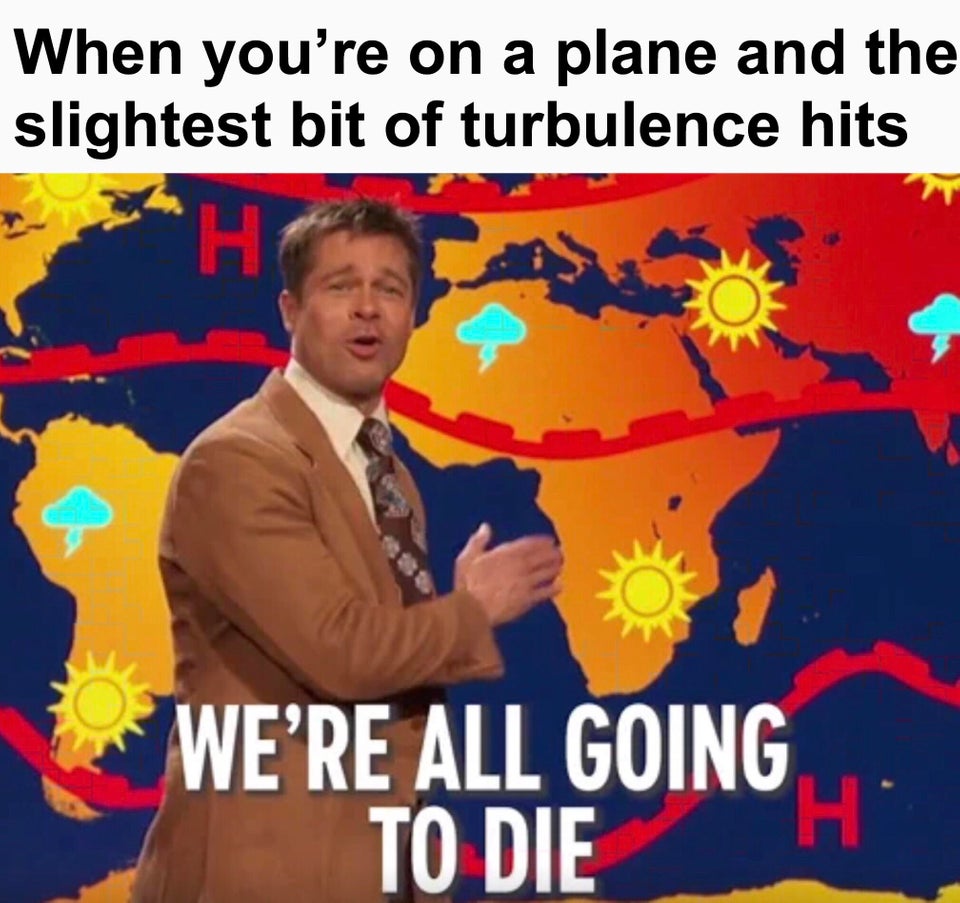 When you’re on a plane and the
slightest bit of turbulence hits
H
WE’RE ALL GOING
TO DIE
H